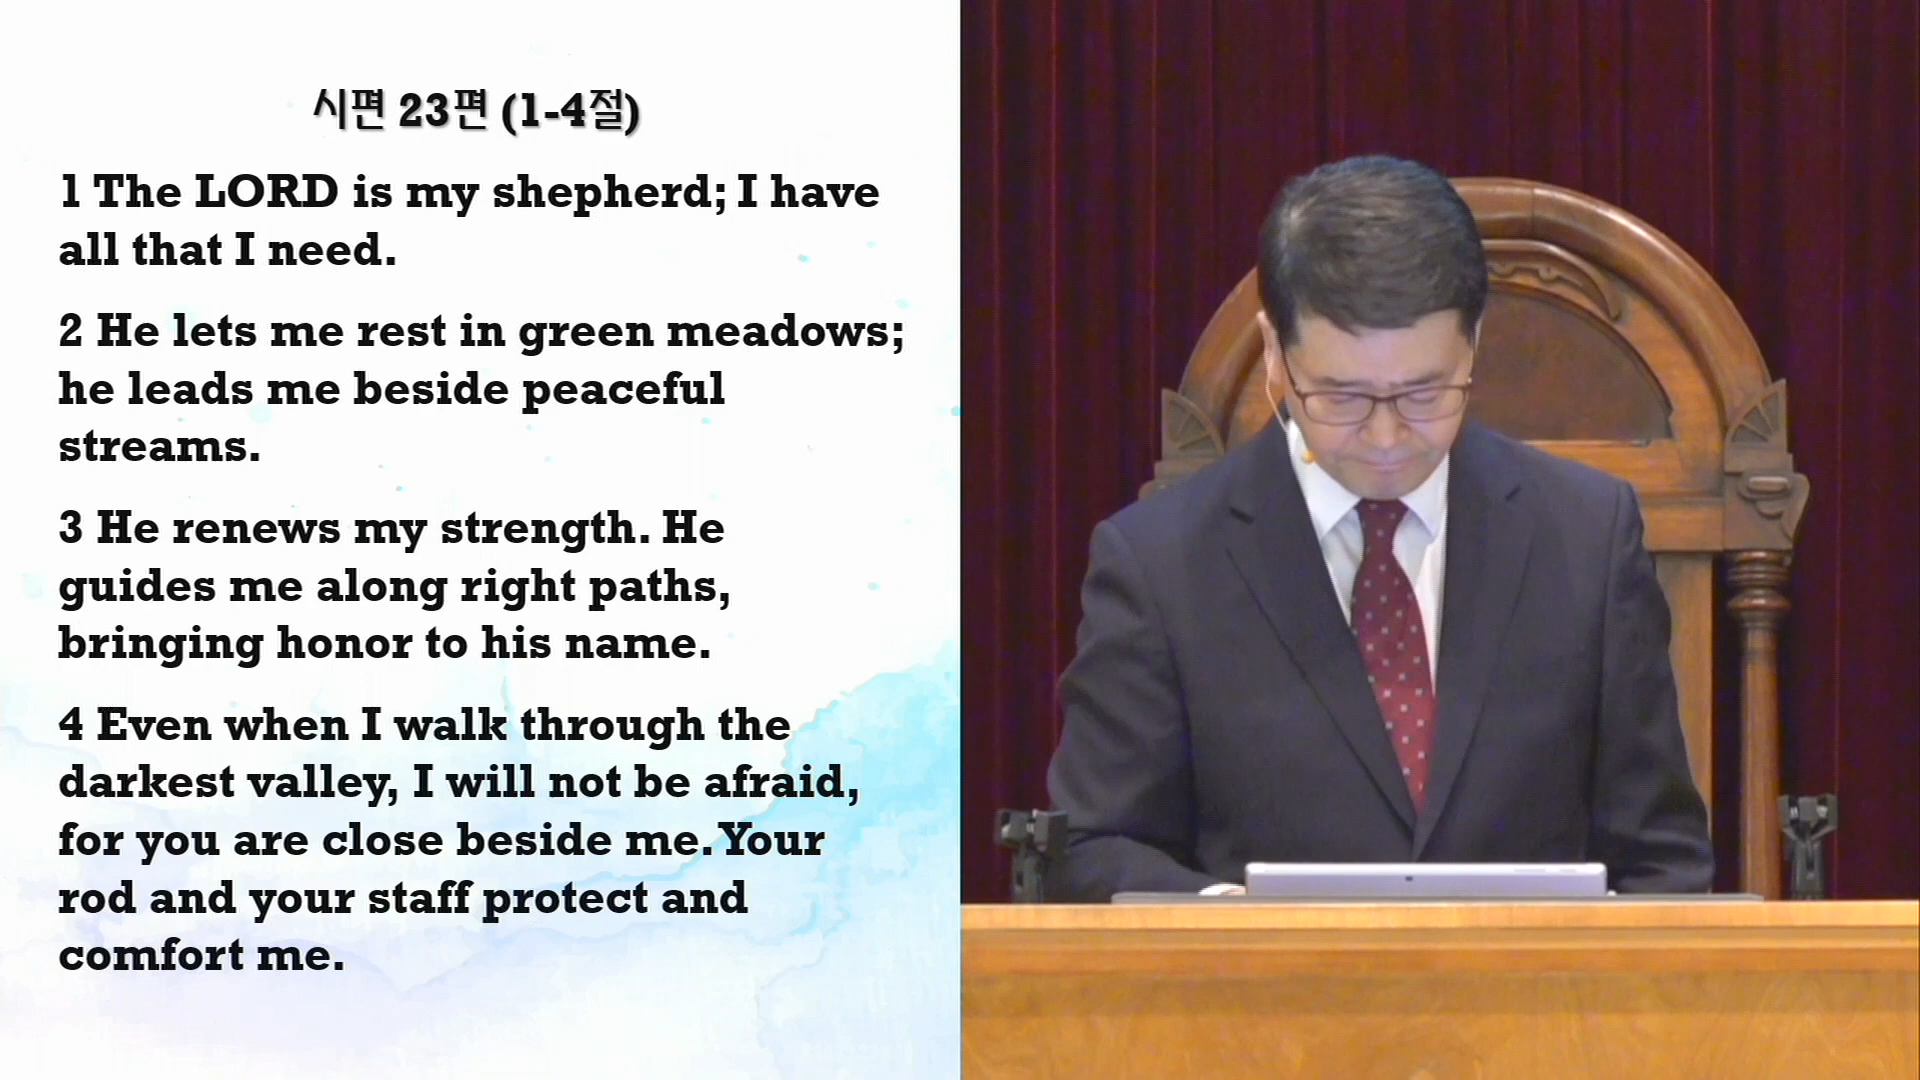 시편 23편 (1-4절)
1 The LORD is my shepherd; I have
all that I need.
2 He lets me rest in green meadows;
he leads me beside peaceful
streams.
3 He renews my strength. He
guides me along right paths,
bringing honor to his name.
4 Even when I walk through the
darkest valley, I will not be afraid,
for you are close beside me. Your
rod and your staff protect and
comfort me.